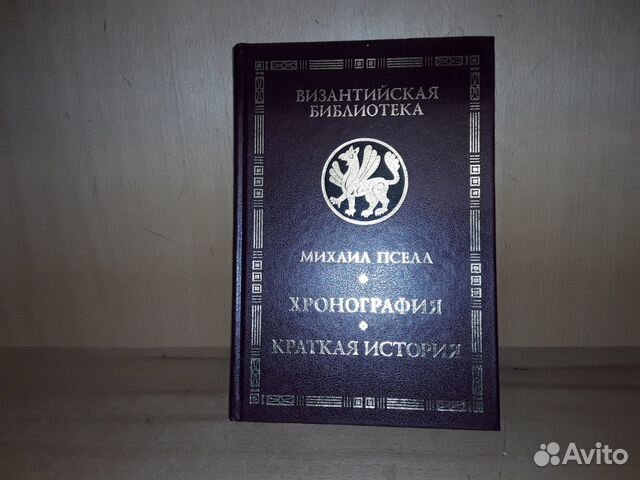 ВИЗАНТИЙСКАЯ
БИБЛИОТЕКА
МИХАИЛ ПСЕЛЛ
ХРОНОГРАФИЯ
КРАТКАЯ ИСТОРИЯ
Avito